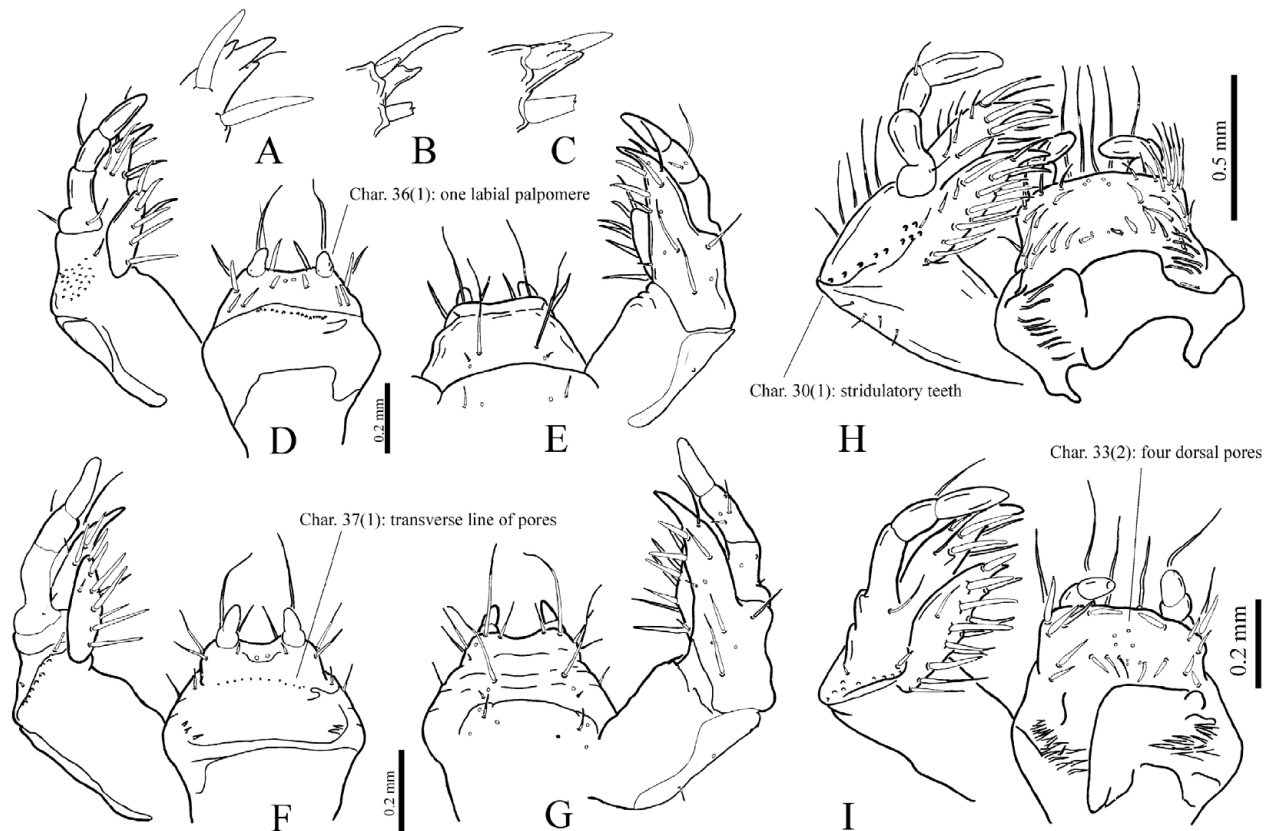 A
B
C
Char. 36(1): one labial palpomere
0.5 mm
D
0.2 mm
E
Char. 30(1): stridulatory teeth
H
Char. 33(2): four dorsal pores
Char. 37(1): transverse line of pores
F
0.2 mm
G
I
0.2 mm